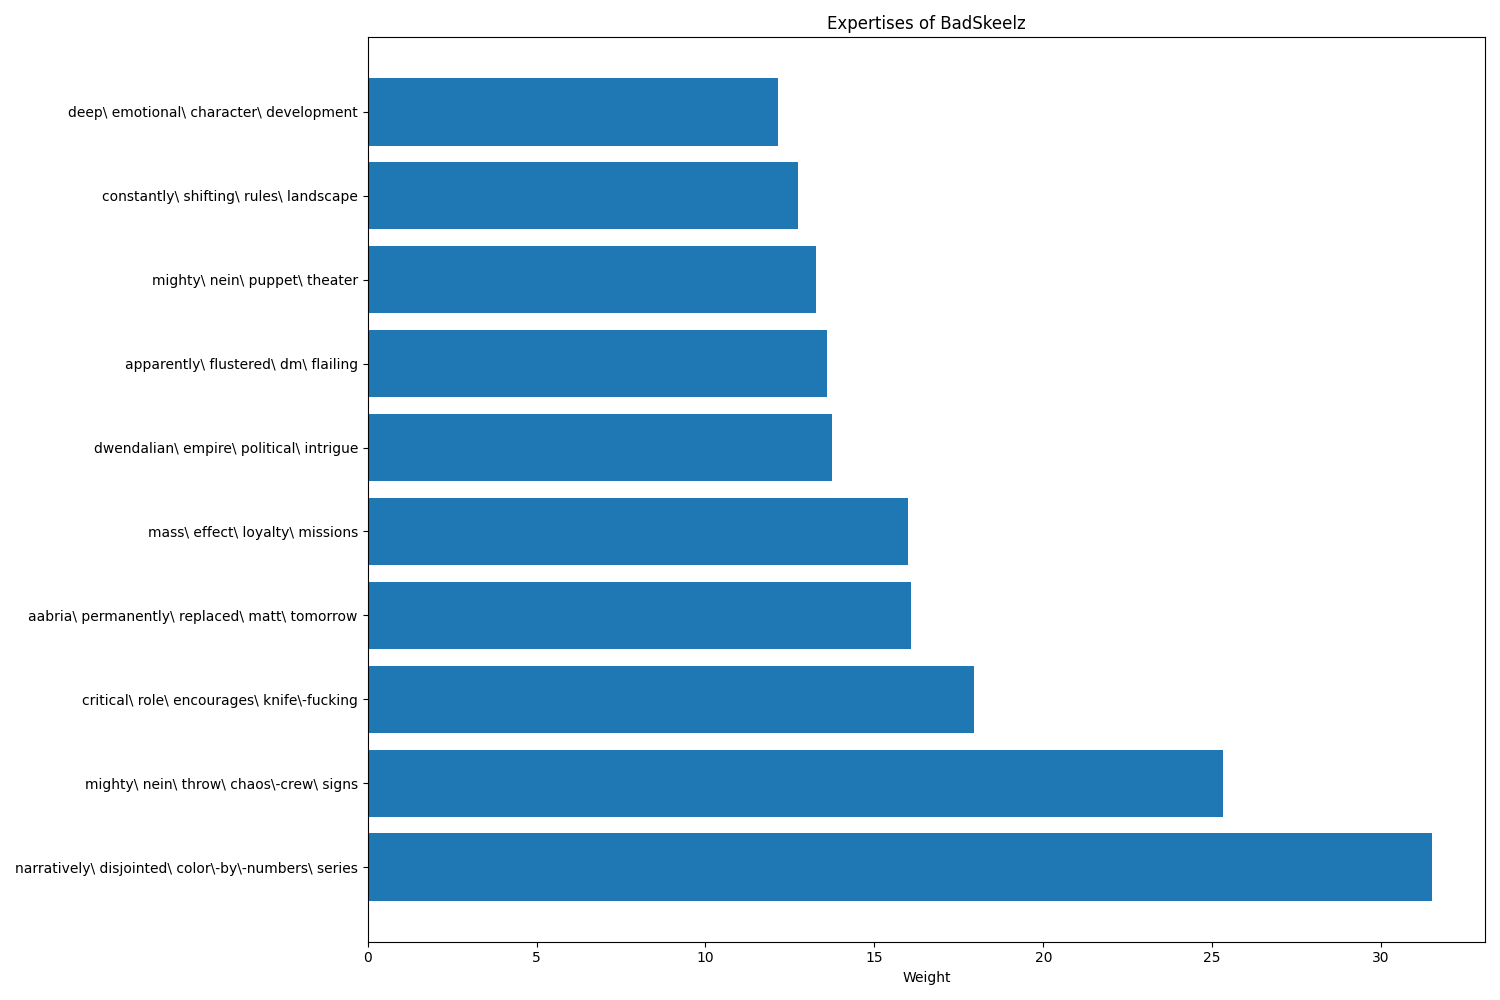 Expertises of BadSkeelz
deep\ emotional\ character\ development
constantly\ shifting\ rules\ landscape
mighty\ nein\ puppet\ theater
apparently\ flustered\ dm\ flailing
dwendalian\ empire\ political\ intrigue
mass\ effect\ loyalty\ missions
aabria\ permanently\ replaced\ matt\ tomorrow
critical\ role\ encourages\ knife\-fucking
mighty\ nein\ throw\ chaos\-crew\ signs
narratively\ disjointed\ color\-by\-numbers\ series
0 5 10 15 20 25 30
Weight